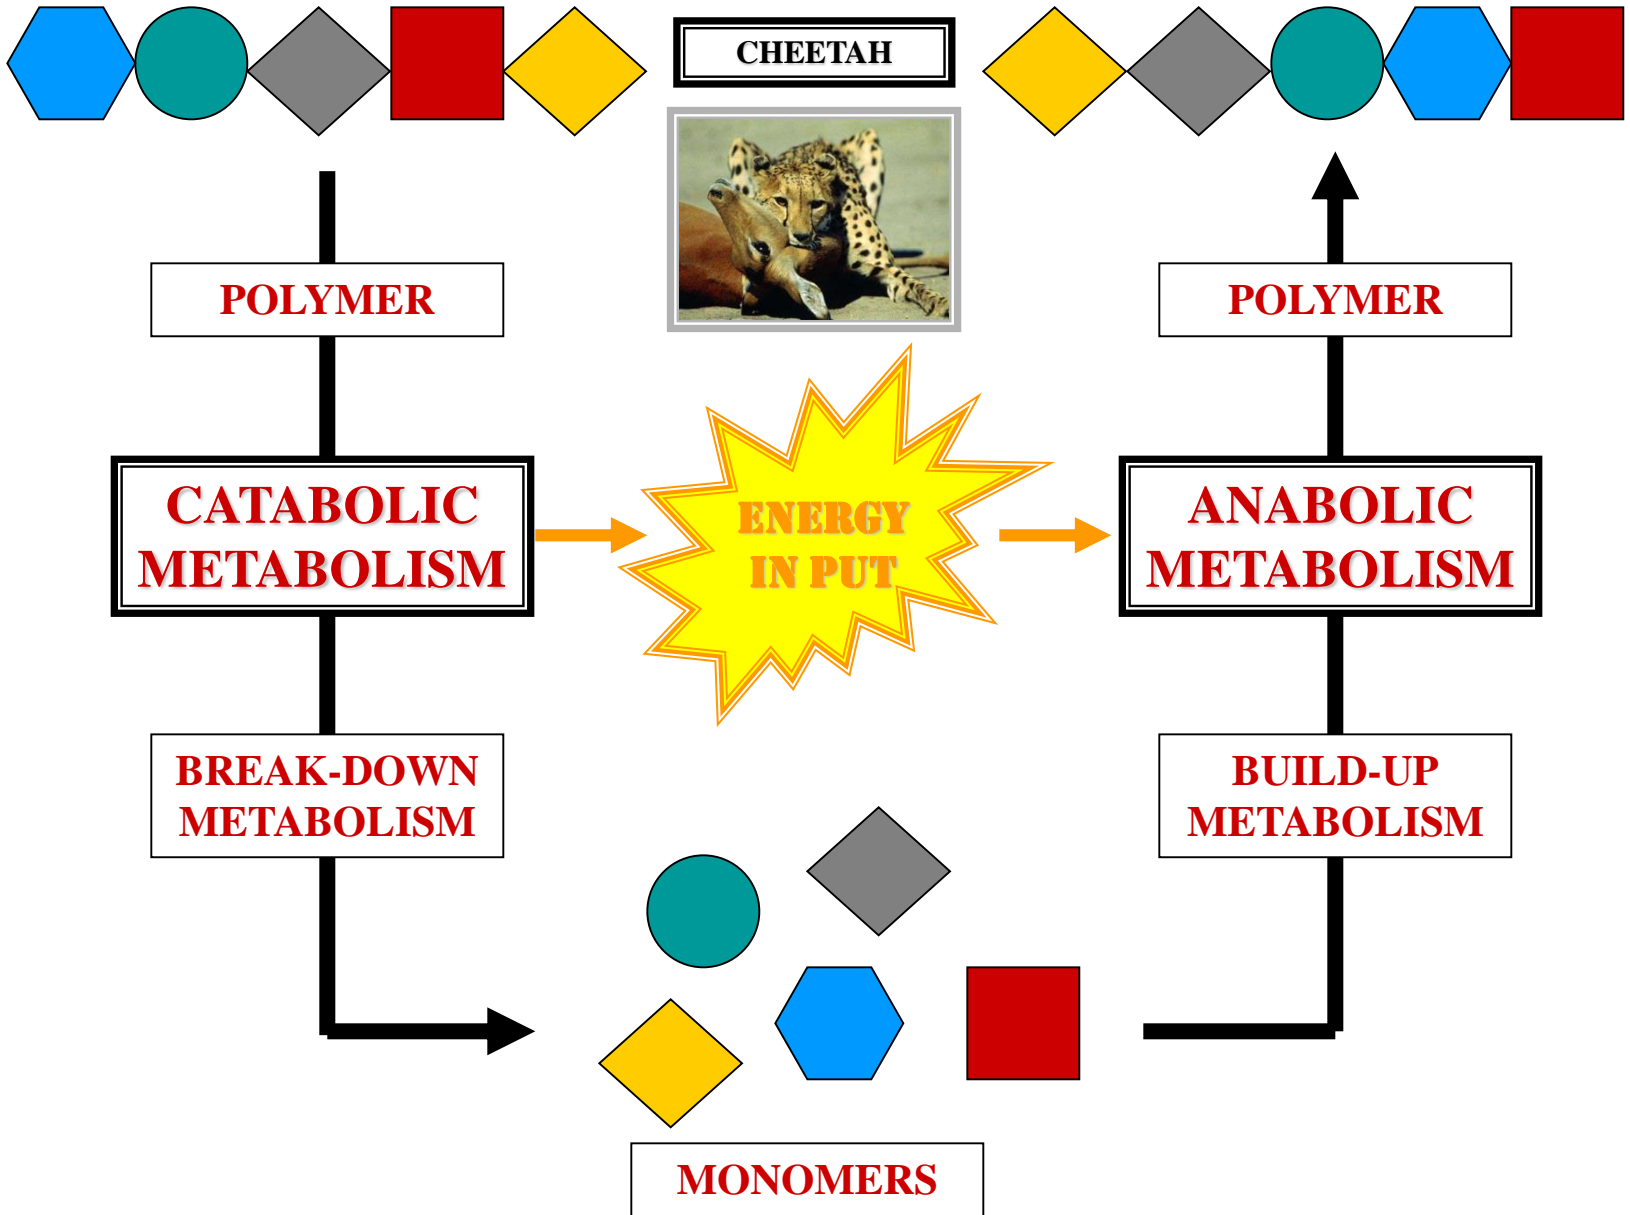 CHEETAH
POLYMER
POLYMER
CATABOLIC
METABOLISM
ENERGY
IN PUT
ANABOLIC
METABOLISM
BREAK-DOWN
METABOLISM
BUILD-UP
METABOLISM
MONOMERS